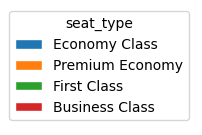 seat_type
Economy Class
Premium Economy
First Class
Business Class